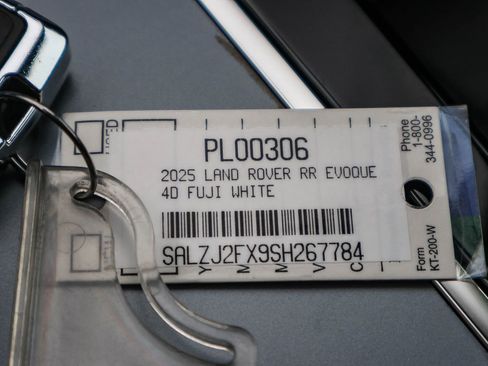 PL00306
2025 LAND ROVER RR EVOQUE
4D FUJI WHITE
SALZJ2FX9SH267784
Phone
1-800-
344-0996
Form
KT-200-W
Y
M
M
V
C